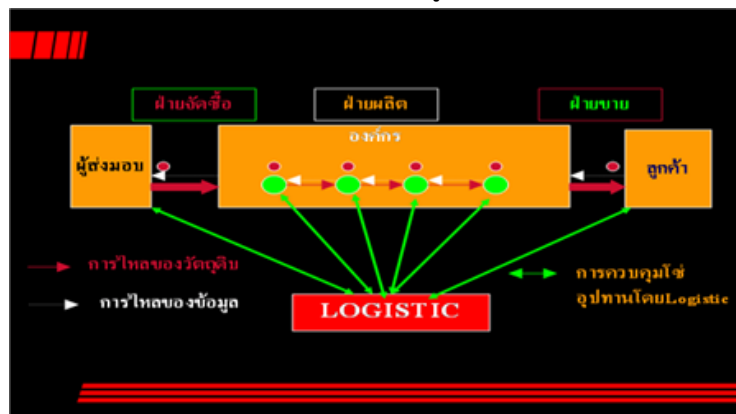 ฝ่ายจัดซื้อ
ฝ่ายผลิต
ฝ่ายขาย
องค์กร
ผู้ส่งมอบ
ลูกค้า
การไหลของวัตถุดิบ
การไหลของข้อมูล
การควบคุมโซ่
อุปทานโดยLogistic
LOGISTIC